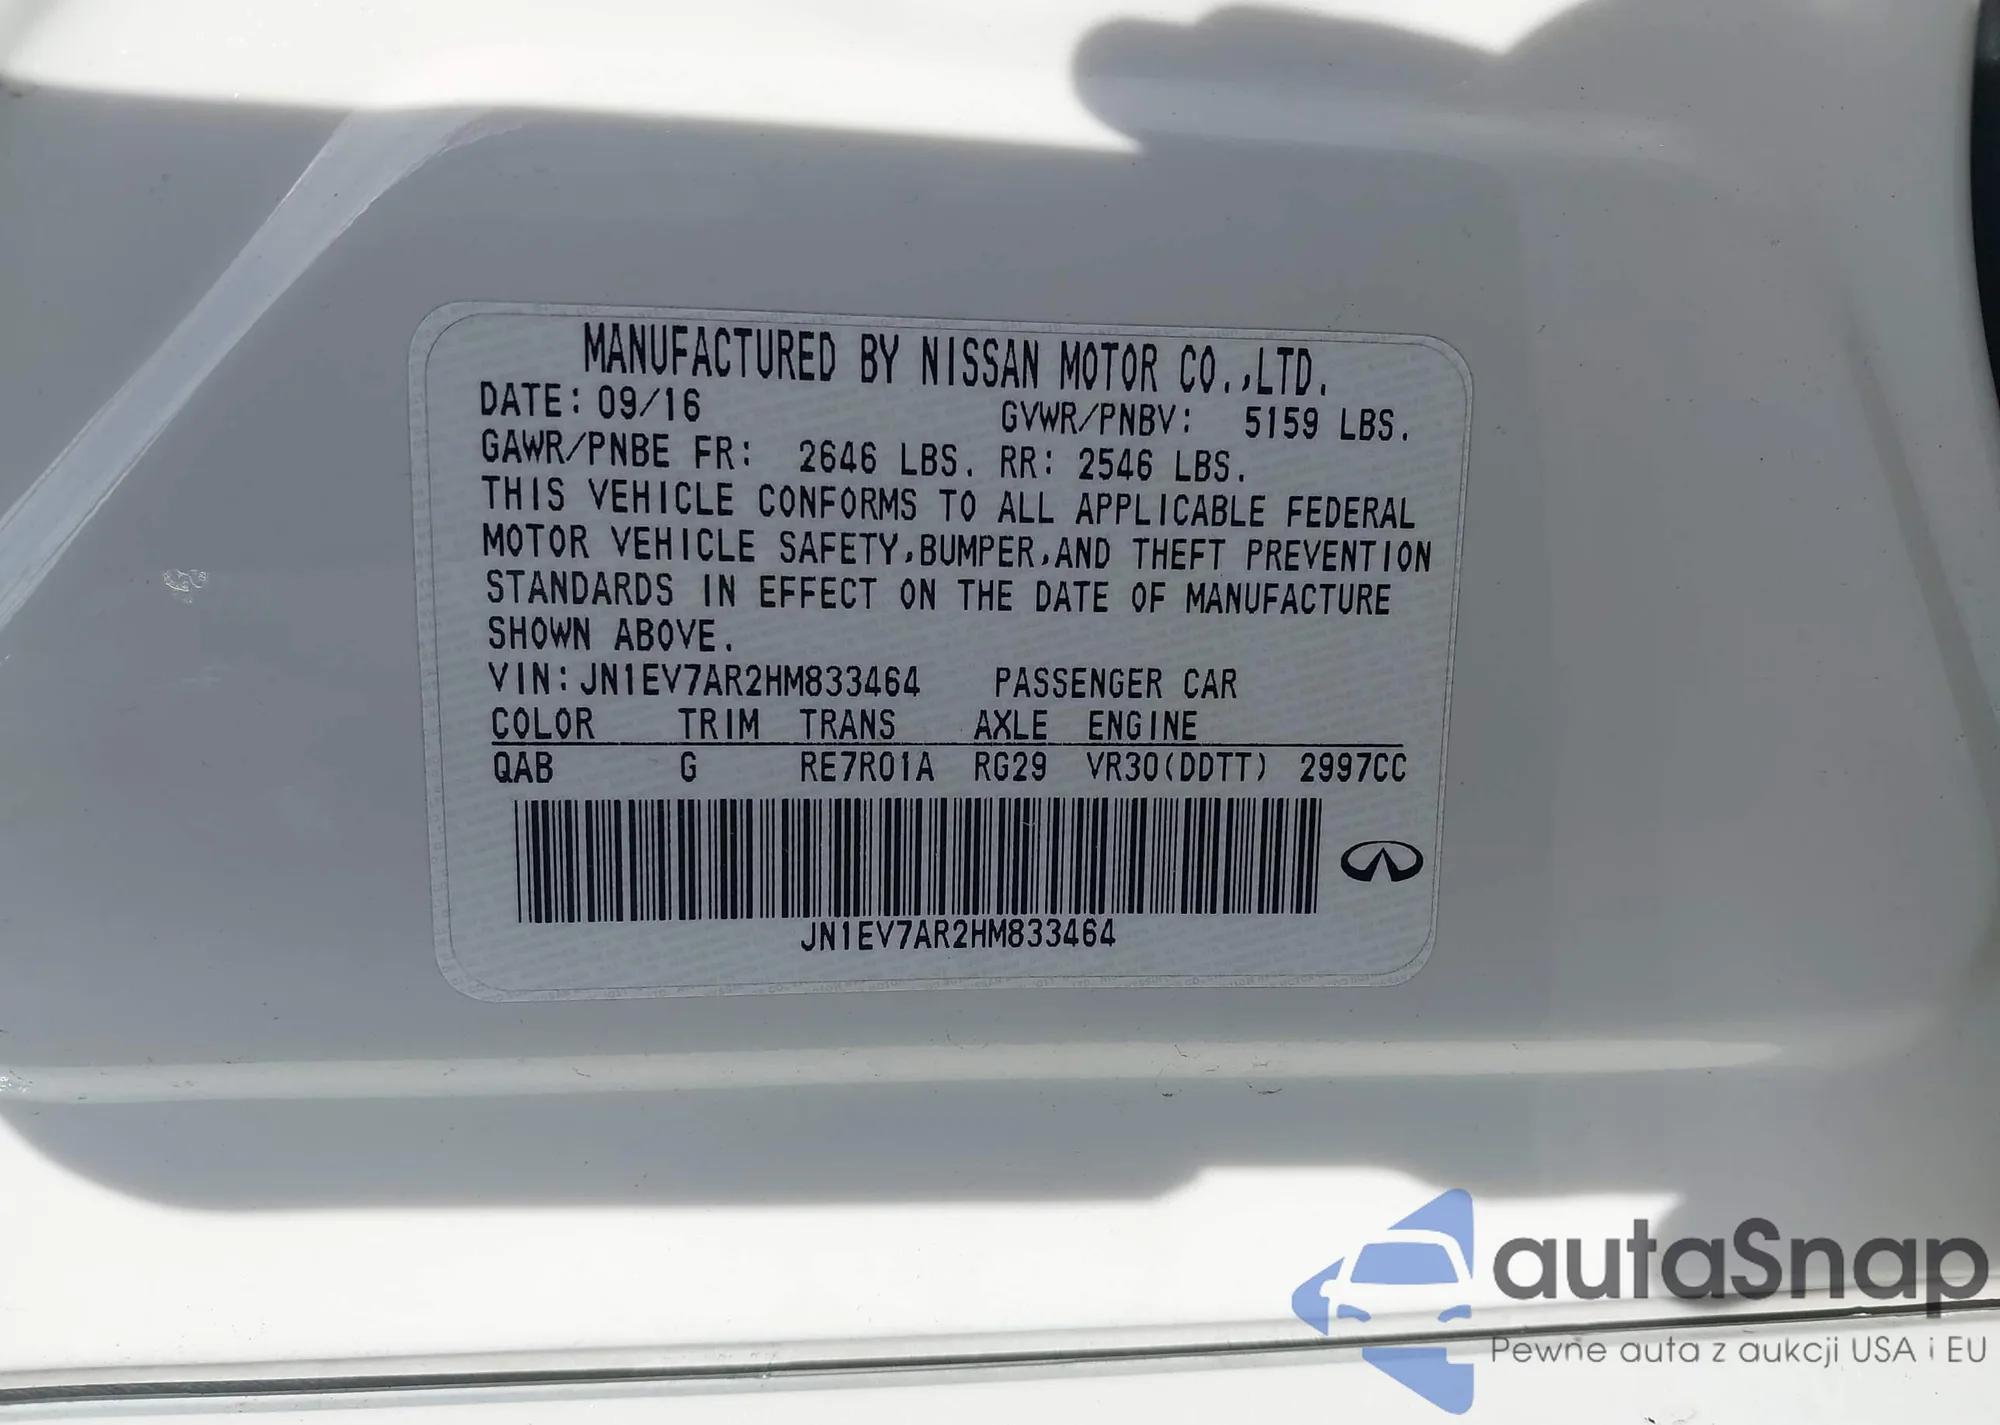 MANUFACTURED BY NISSAN MOTOR CO.,LTD.
DATE: 09/16 GVWR/PNBV: 5159 LBS.
GAWR/PNBE FR: 2646 LBS. RR: 2546 LBS.
THIS VEHICLE CONFORMS TO ALL APPLICABLE FEDERAL
MOTOR VEHICLE SAFETY,BUMPER,AND THEFT PREVENTION
STANDARDS IN EFFECT ON THE DATE OF MANUFACTURE
SHOWN ABOVE.
VIN: JN1EV7AR2HM833464 PASSENGER CAR
COLOR TRIM TRANS AXLE ENGINE
QAB G RE7R01A RG29 VR30(DDTT) 2997CC
JN1EV7AR2HM833464
autaSnap
Pewne auta z aukcji USA i EU